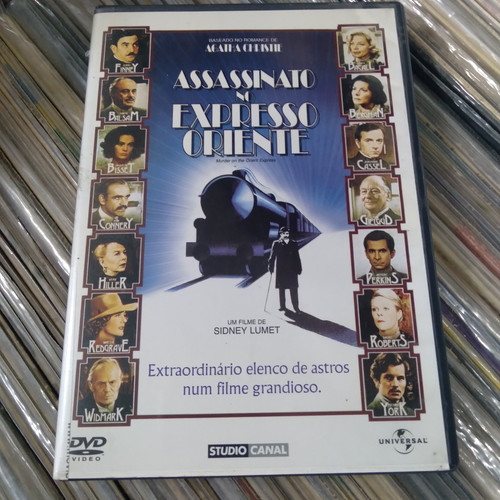 BASEADO NO ROMANCE DE
AGATHA CHRISTIE
ASSASSINATO
NO
EXPRESSO
ORIENTE
Murder on the Orient Express
FINNEY
BALSAM
BISSET
CONNERY
HILLER
REDGRAVE
WIDMARK
BACALL
BERGMAN
CASSEL
GIELGUD
PERKINS
ROBERTS
YORK
UM FILME DE
SIDNEY LUMET
Extraordinário elenco de astros
num filme grandioso.
DVD
VIDEO
STUDIO CANAL
UNIVERSAL